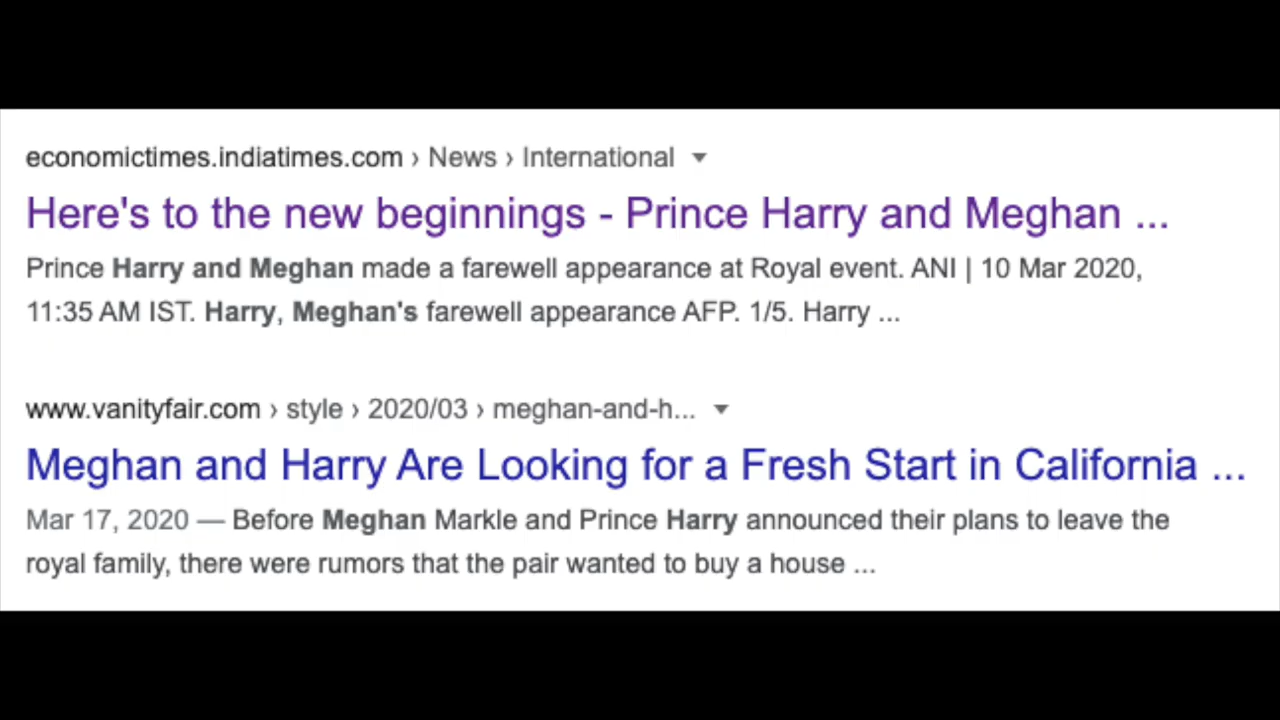 economictimes.indiatimes.com › News › International
Here's to the new beginnings - Prince Harry and Meghan ...
Prince Harry and Meghan made a farewell appearance at Royal event. ANI | 10 Mar 2020,
11:35 AM IST. Harry, Meghan's farewell appearance AFP. 1/5. Harry ...
www.vanityfair.com › style › 2020/03 › meghan-and-h...
Meghan and Harry Are Looking for a Fresh Start in California ...
Mar 17, 2020 — Before Meghan Markle and Prince Harry announced their plans to leave the
royal family, there were rumors that the pair wanted to buy a house ...